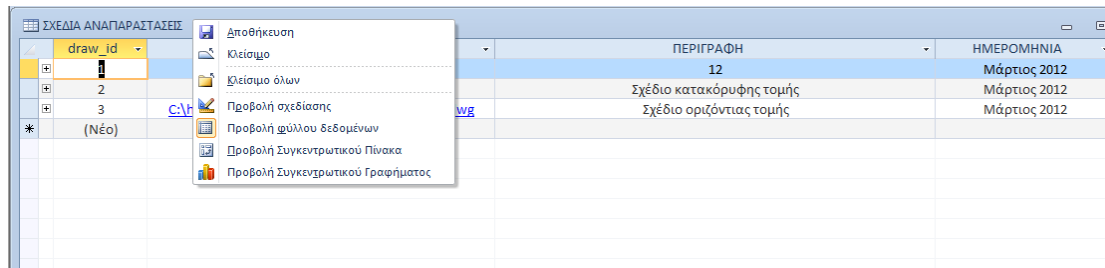 ΣΧΕΔΙΑ ΑΝΑΠΑΡΑΣΤΑΣΕΙΣ
draw_id ΠΕΡΙΓΡΑΦΗ ΗΜΕΡΟΜΗΝΙΑ
1 12 Μάρτιος 2012
2 Σχέδιο κατακόρυφης τομής Μάρτιος 2012
3 C:\h wg Σχέδιο οριζόντιας τομής Μάρτιος 2012
(Νέο)
Αποθήκευση
Κλείσιμο
Κλείσιμο όλων
Προβολή σχεδίασης
Προβολή φύλλου δεδομένων
Προβολή Συγκεντρωτικού Πίνακα
Προβολή Συγκεντρωτικού Γραφήματος